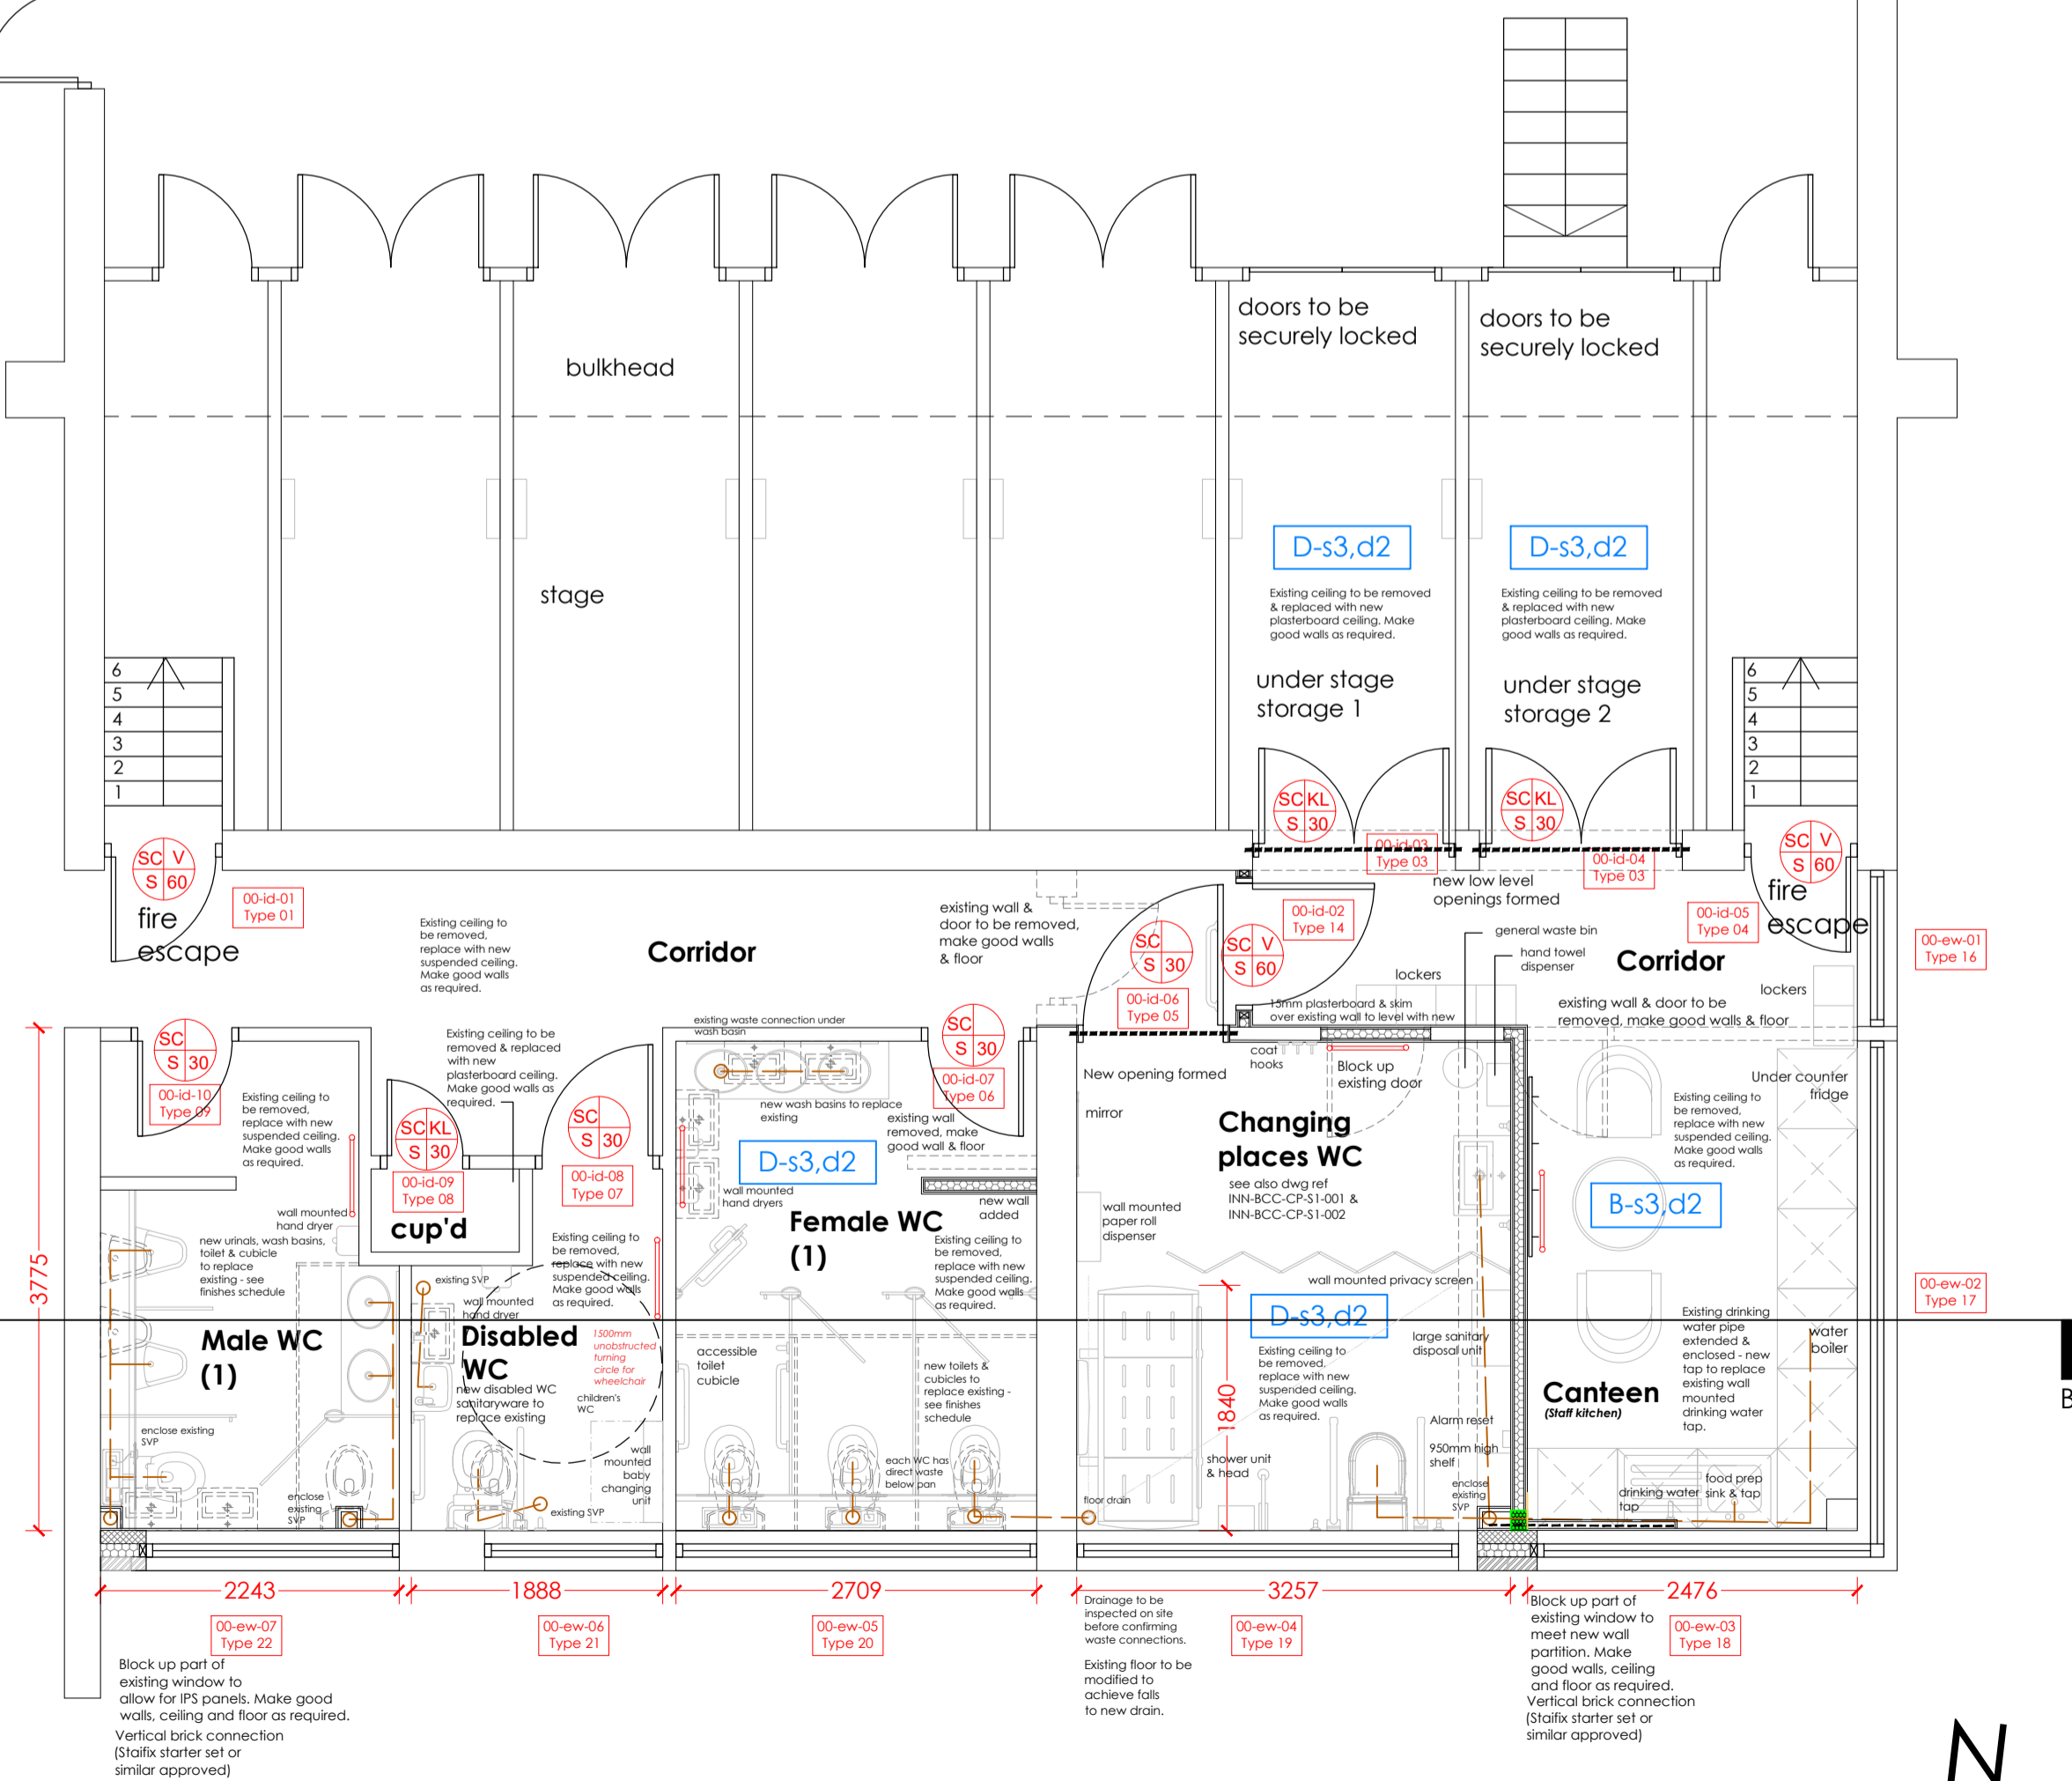 doors to be
securely locked
doors to be
securely locked
bulkhead
stage
D-s3,d2
D-s3,d2
Existing ceiling to be removed
& replaced with new
plasterboard ceiling. Make
good walls as required.
Existing ceiling to be removed
& replaced with new
plasterboard ceiling. Make
good walls as required.
under stage
storage 1
under stage
storage 2
6
5
4
3
2
1
6
5
4
3
2
1
SC KL
S 30
SC KL
S 30
SC V
S 60
SC V
S 60
00-id-03
Type 03
00-id-04
Type 03
new low level
openings formed
00-id-01
Type 01
fire
escape
fire
escape
00-id-02
Type 14
00-id-05
Type 04
00-ew-01
Type 16
Existing ceiling to
be removed,
replace with new
suspended ceiling.
Make good walls
as required.
Corridor
existing wall &
door to be removed,
make good walls
& floor
SC
S 30
SC V
S 60
00-id-06
Type 05
general waste bin
hand towel
dispenser
Corridor
lockers
lockers
15mm plasterboard & skim
over existing wall to level with new
existing wall & door to be
removed, make good walls & floor
SC
S 30
00-id-10
Type 09
Existing ceiling to be
removed & replaced
with new
plasterboard ceiling.
Make good walls as
required.
existing waste connection under
wash basin
SC
S 30
00-id-07
Type 06
coat
hooks
Block up
existing door
New opening formed
mirror
Under counter
fridge
Existing ceiling to
be removed,
replace with new
suspended ceiling.
Make good walls
as required.
SC KL
S 30
SC
S 30
new wash basins to replace
existing
existing wall
removed, make
good wall & floor
D-s3,d2
Changing
places WC
see also dwg ref
INN-BCC-CP-S1-001 &
INN-BCC-CP-S1-002
Existing ceiling to
be removed,
replace with new
suspended ceiling.
Make good walls
as required.
00-id-09
Type 08
00-id-08
Type 07
wall mounted
hand dryers
new wall
added
B-s3,d2
wall mounted
hand dryer
cup'd
Female WC
(1)
wall mounted
paper roll
dispenser
new urinals, wash basins,
toilet & cubicle
to replace
existing - see
finishes schedule
Existing ceiling to
be removed,
replace with new
suspended ceiling.
Make good walls
as required.
Existing ceiling to
be removed,
replace with new
suspended ceiling.
Make good walls
as required.
3775
existing SVP
wall mounted
hand dryer
wall mounted privacy screen
D-s3,d2
00-ew-02
Type 17
Male WC
(1)
Disabled
WC
1500mm
unobstructed
turning
circle for
wheelchair
new disabled WC
sanitaryware to
replace existing
children's
WC
accessible
toilet
cubicle
new toilets &
cubicles to
replace existing -
see finishes
schedule
Existing ceiling to
be removed,
replace with new
suspended ceiling.
Make good walls
as required.
large sanitary
disposal unit
Existing drinking
water pipe
extended &
enclosed - new
tap to replace
existing wall
mounted
drinking water
tap.
water
boiler
Canteen
(Staff kitchen)
B
1840
enclose existing
SVP
enclose
existing
SVP
wall
mounted
baby
changing
unit
existing SVP
each WC has
direct waste
below pan
floor drain
shower unit
& head
Alarm reset
950mm high
shelf
enclose
existing
SVP
drinking water
tap
food prep
sink & tap
2243
1888
2709
3257
2476
00-ew-07
Type 22
00-ew-06
Type 21
00-ew-05
Type 20
00-ew-04
Type 19
00-ew-03
Type 18
Drainage to be
inspected on site
before confirming
waste connections.
Existing floor to be
modified to
achieve falls
to new drain.
Block up part of
existing window to
meet new wall
partition. Make
good walls, ceiling
and floor as required.
Vertical brick connection
(Staifix starter set or
similar approved)
Block up part of
existing window to
allow for IPS panels. Make good
walls, ceiling and floor as required.
Vertical brick connection
(Staifix starter set or
similar approved)
N